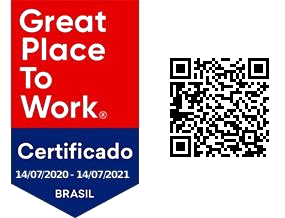 Great
Place
To
Work®
Certificado
14/07/2020 - 14/07/2021
BRASIL